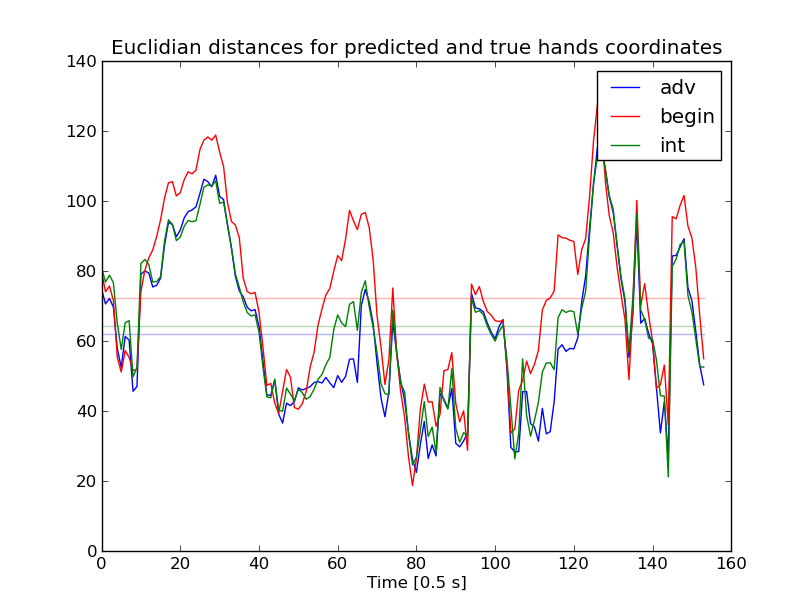 Euclidian distances for predicted and true hands coordinates
140
120
100
80
60
40
20
0
adv
begin
int
0 20 40 60 80 100 120 140 160
Time [0.5 s]